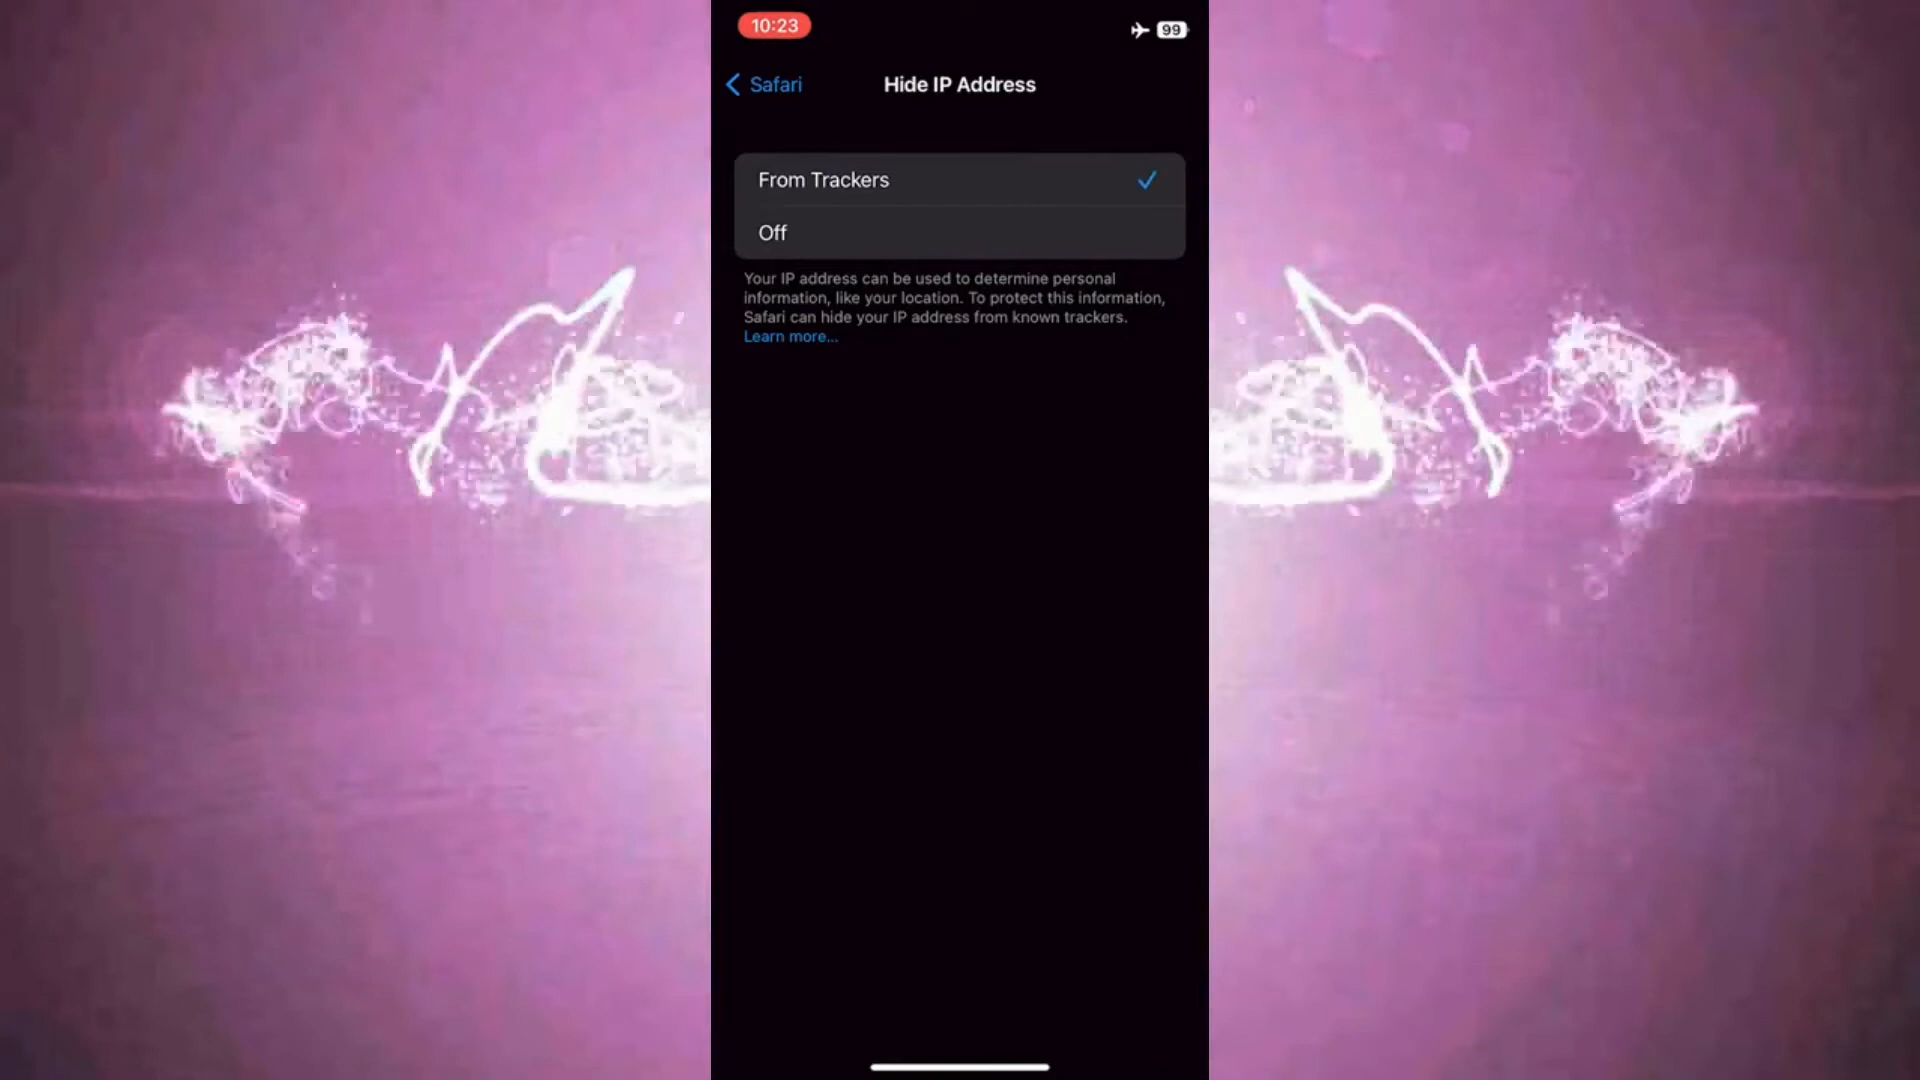 10:23
99
Safari
Hide IP Address
From Trackers
Off
Your IP address can be used to determine personal
information, like your location. To protect this information,
Safari can hide your IP address from known trackers.
Learn more...